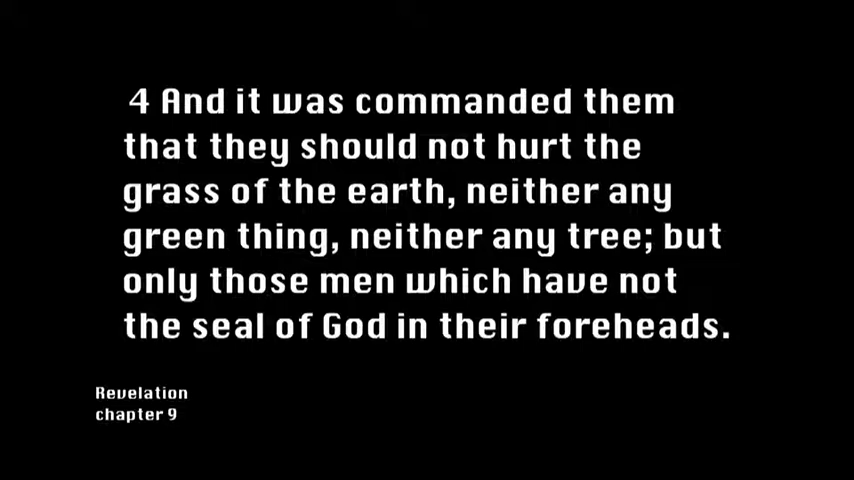 4 And it was commanded them
that they should not hurt the
grass of the earth, neither any
green thing, neither any tree; but
only those men which have not
the seal of God in their foreheads.
Revelation
chapter 9